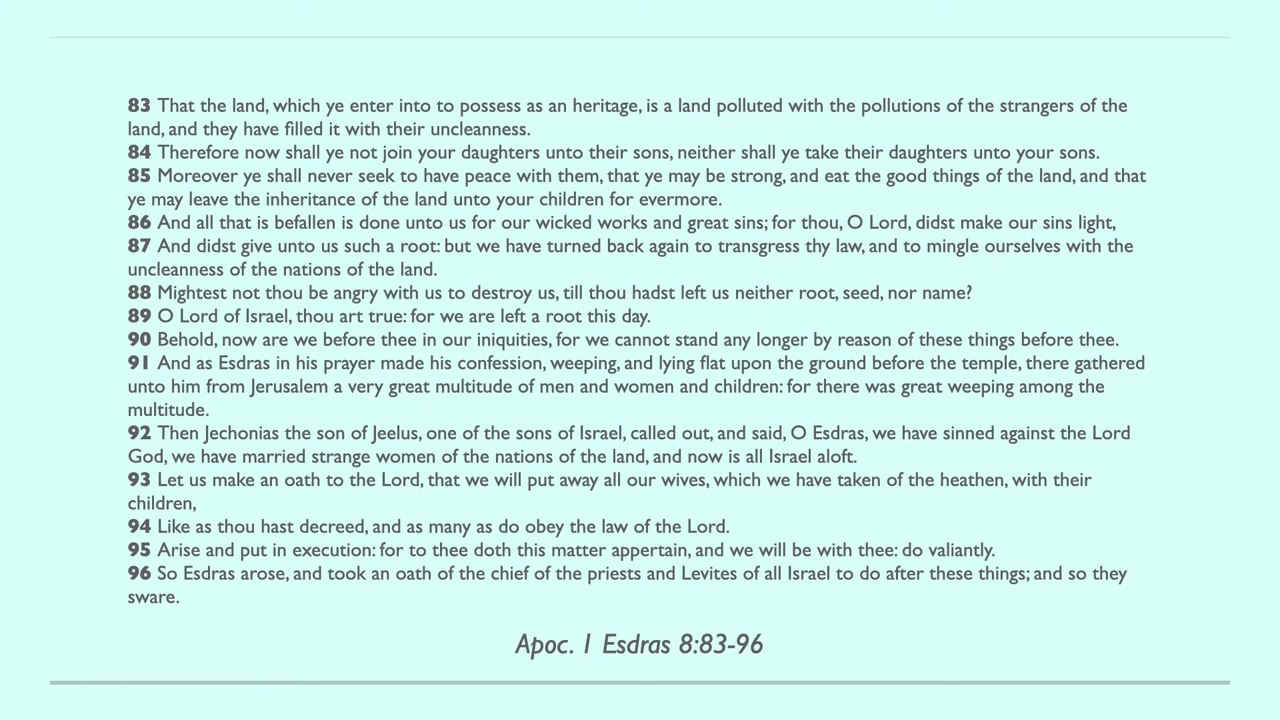 83 That the land, which ye enter into to possess as an heritage, is a land polluted with the pollutions of the strangers of the
land, and they have filled it with their uncleanness.
84 Therefore now shall ye not join your daughters unto their sons, neither shall ye take their daughters unto your sons.
85 Moreover ye shall never seek to have peace with them, that ye may be strong, and eat the good things of the land, and that
ye may leave the inheritance of the land unto your children for evermore.
86 And all that is befallen is done unto us for our wicked works and great sins; for thou, O Lord, didst make our sins light,
87 And didst give unto us such a root: but we have turned back again to transgress thy law, and to mingle ourselves with the
uncleanness of the nations of the land.
88 Mightest not thou be angry with us to destroy us, till thou hadst left us neither root, seed, nor name?
89 O Lord of Israel, thou art true: for we are left a root this day.
90 Behold, now are we before thee in our iniquities, for we cannot stand any longer by reason of these things before thee.
91 And as Esdras in his prayer made his confession, weeping, and lying flat upon the ground before the temple, there gathered
unto him from Jerusalem a very great multitude of men and women and children: for there was great weeping among the
multitude.
92 Then Jechonias the son of Jeelus, one of the sons of Israel, called out, and said, O Esdras, we have sinned against the Lord
God, we have married strange women of the nations of the land, and now is all Israel aloft.
93 Let us make an oath to the Lord, that we will put away all our wives, which we have taken of the heathen, with their
children,
94 Like as thou hast decreed, and as many as do obey the law of the Lord.
95 Arise and put in execution: for to thee doth this matter appertain, and we will be with thee: do valiantly.
96 So Esdras arose, and took an oath of the chief of the priests and Levites of all Israel to do after these things; and so they
sware.
Apoc. 1 Esdras 8:83-96